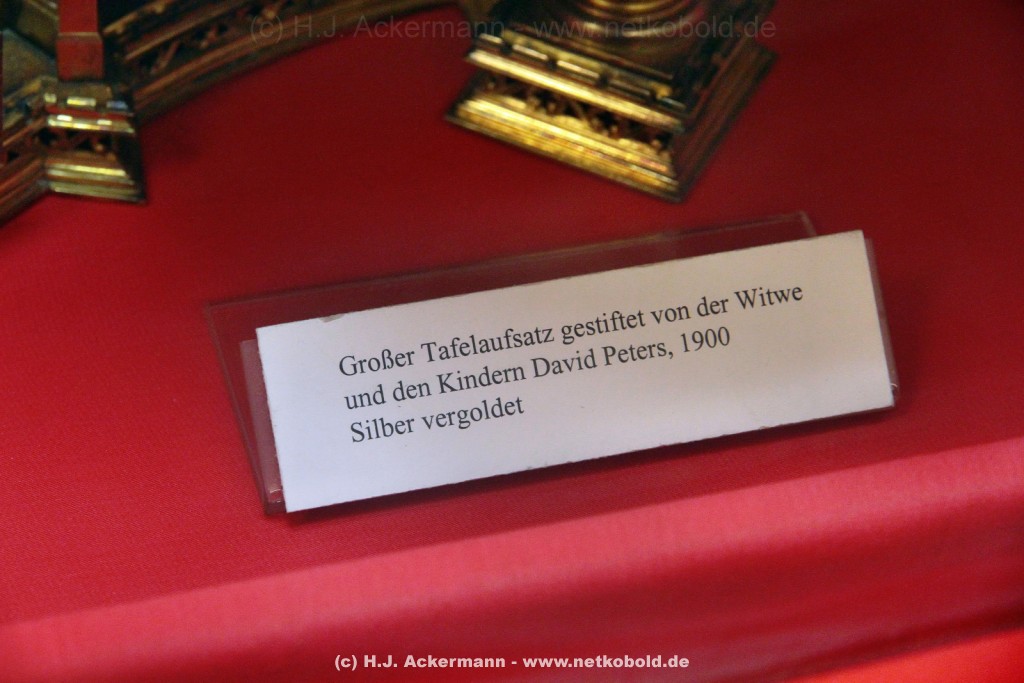 (c) H.J. Ackermann - www.netkobold.de
Großer Tafelaufsatz gestiftet von der Witwe
und den Kindern David Peters, 1900
Silber vergoldet
(c) H.J. Ackermann - www.netkobold.de